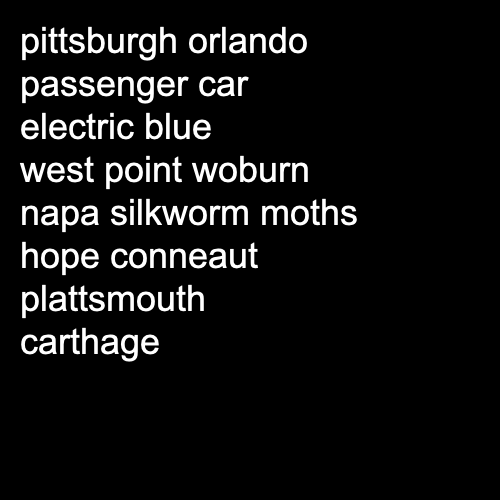 pittsburgh orlando
passenger car
electric blue
west point woburn
napa silkworm moths
hope conneaut
plattsmouth
carthage